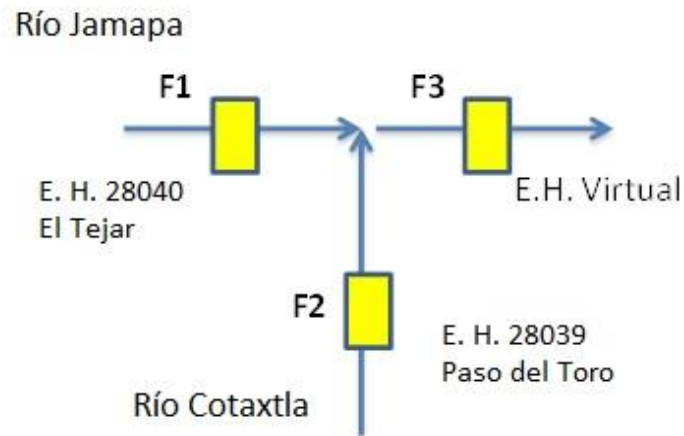 Río Jamapa
F1
F3
E. H. 28040
El Tejar
E.H. Virtual
F2
E. H. 28039
Paso del Toro
Río Cotaxtla